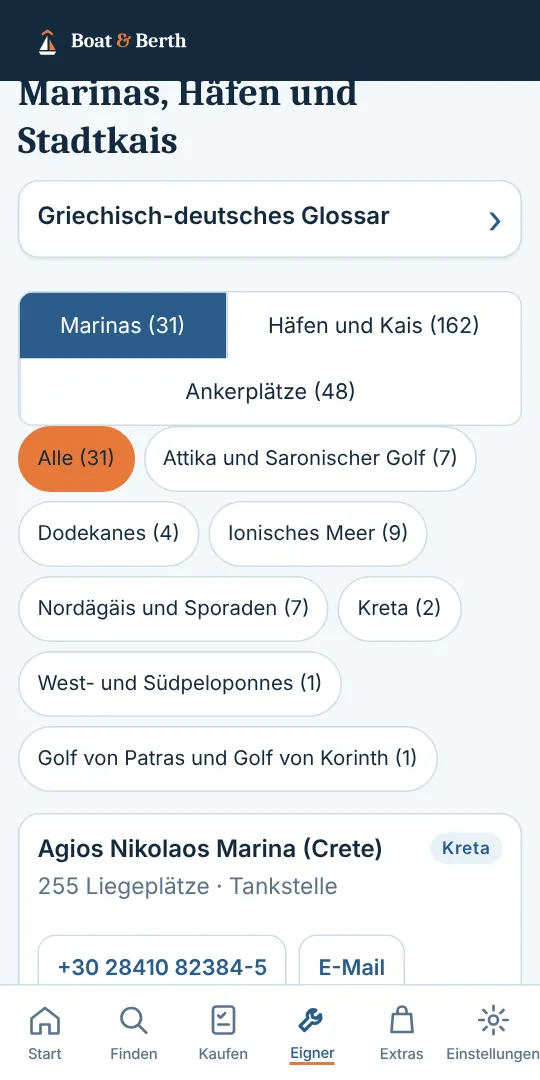 Boat & Berth
Marinas, Häfen und
Stadtkais
Griechisch-deutsches Glossar
Marinas (31)
Häfen und Kais (162)
Ankerplätze (48)
Alle (31)
Attika und Saronischer Golf (7)
Dodekanes (4)
Ionisches Meer (9)
Nordägäis und Sporaden (7)
Kreta (2)
West- und Südpeloponnes (1)
Golf von Patras und Golf von Korinth (1)
Agios Nikolaos Marina (Crete)
Kreta
255 Liegeplätze · Tankstelle
+30 28410 82384-5
E-Mail
Start
Finden
Kaufen
Eigner
Extras
Einstellungen